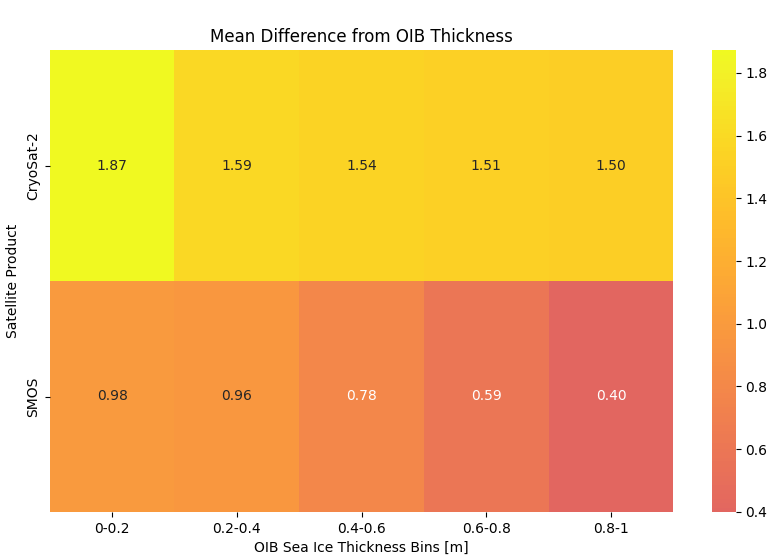 Mean Difference from OIB Thickness
CryoSat-2
1.87 1.59 1.54 1.51 1.50
SMOS
0.98 0.96 0.78 0.59 0.40
Satellite Product
0-0.2 0.2-0.4 0.4-0.6 0.6-0.8 0.8-1
OIB Sea Ice Thickness Bins [m]
1.8
1.6
1.4
1.2
1.0
0.8
0.6
0.4